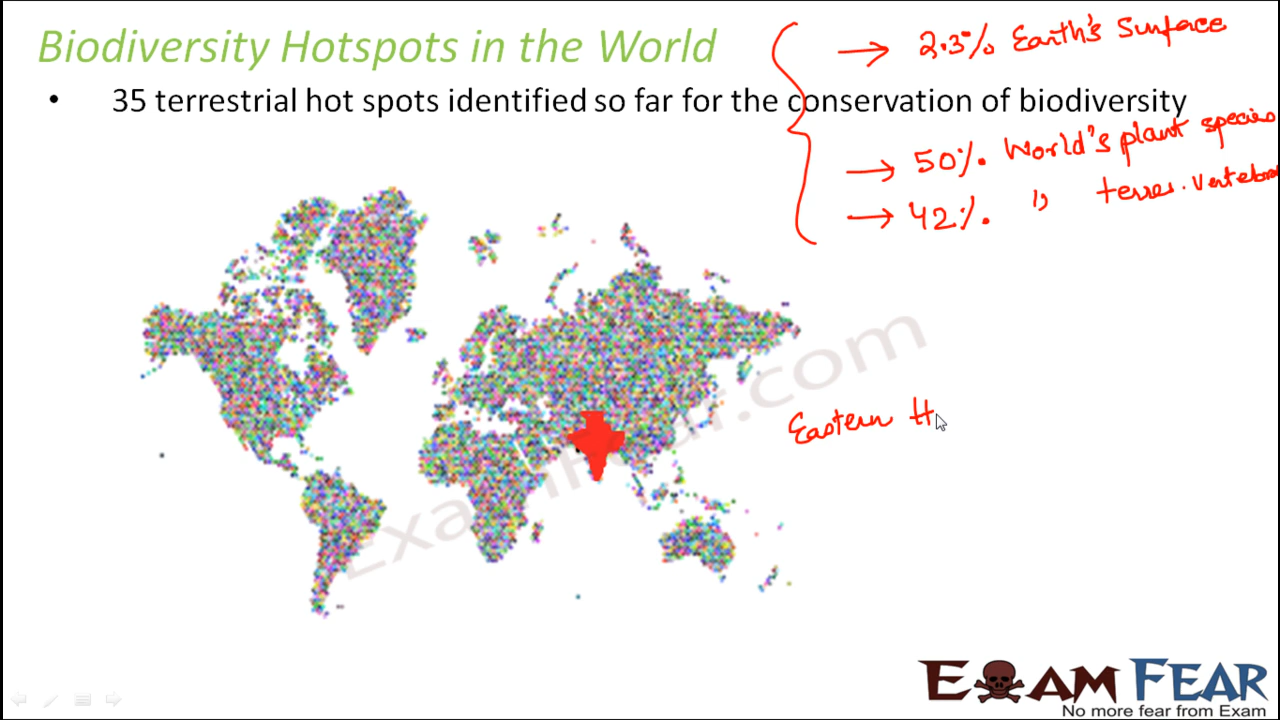 Biodiversity Hotspots in the World
→ 2.3% Earth's Surface
• 35 terrestrial hot spots identified so far for the conservation of biodiversity
→ 50%. World's plant species
→ 42%. " terres. Vertebra
Eastern H
ExamFear.com
EXAM FEAR
No more fear from Exam